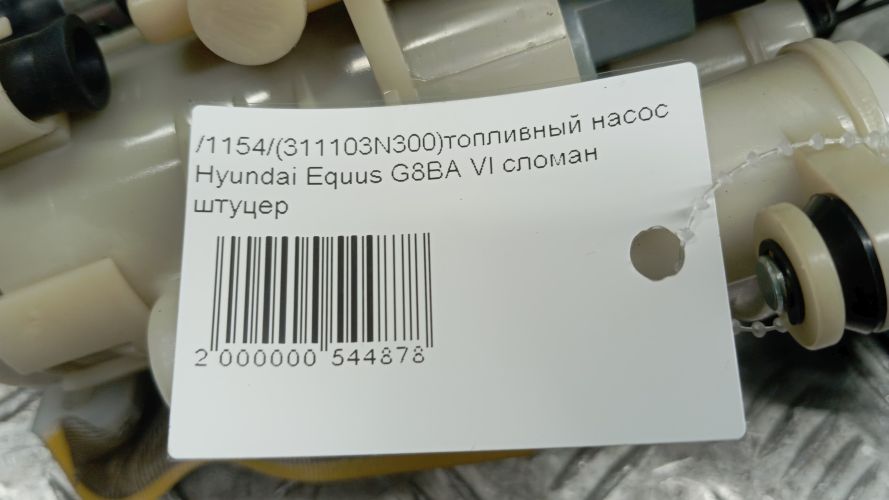 /1154/(311103N300)топливный насос
Hyundai Equus G8BA VI сломан
штуцер
2 000000 544878